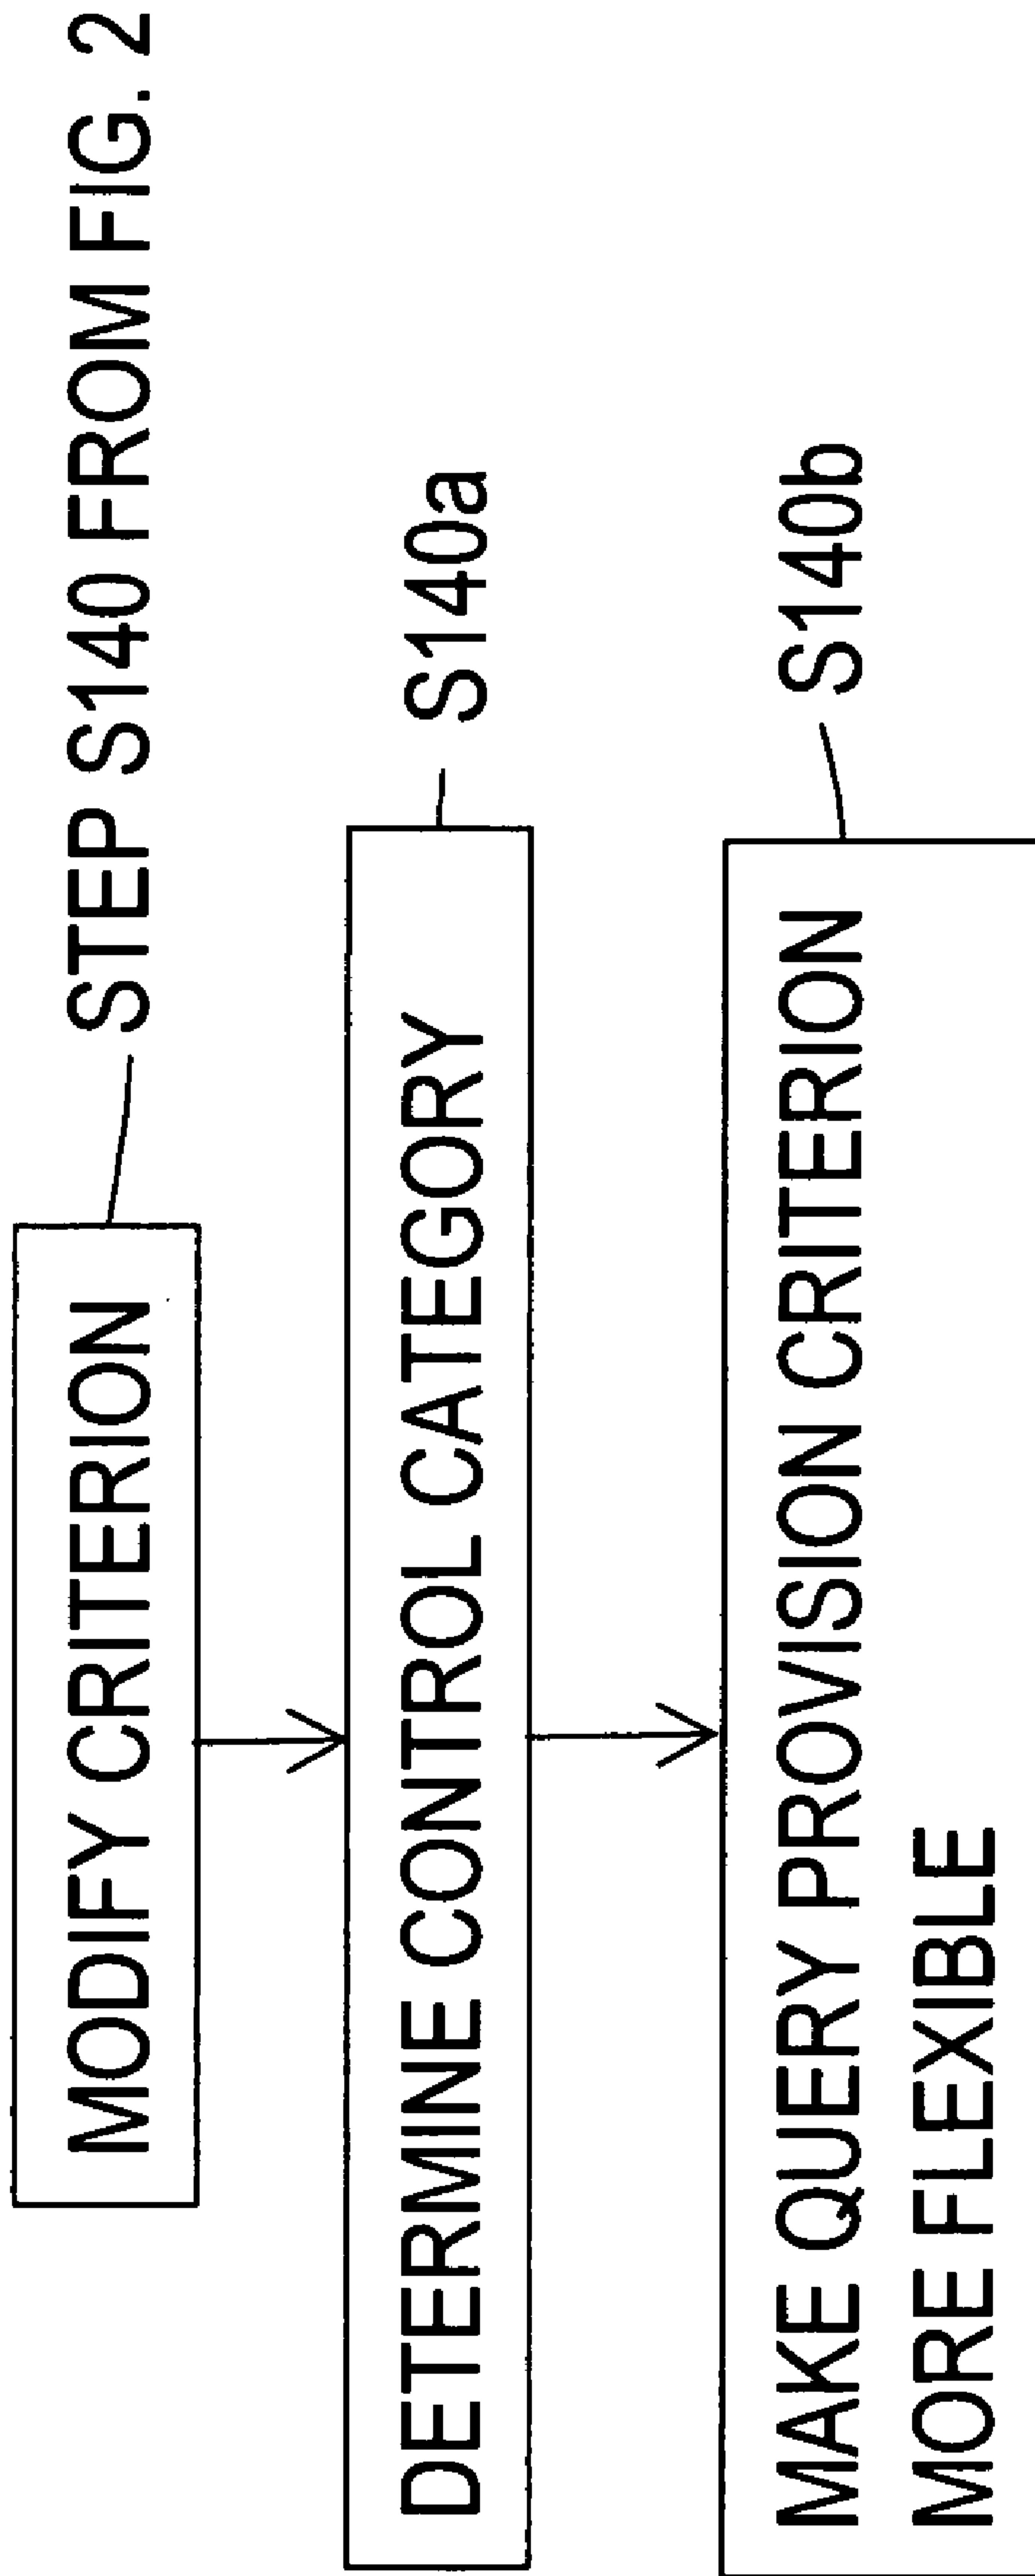 MODIFY CRITERION
STEP S140 FROM FIG. 2
DETERMINE CONTROL CATEGORY
S140a
MAKE QUERY PROVISION CRITERION
MORE FLEXIBLE
S140b